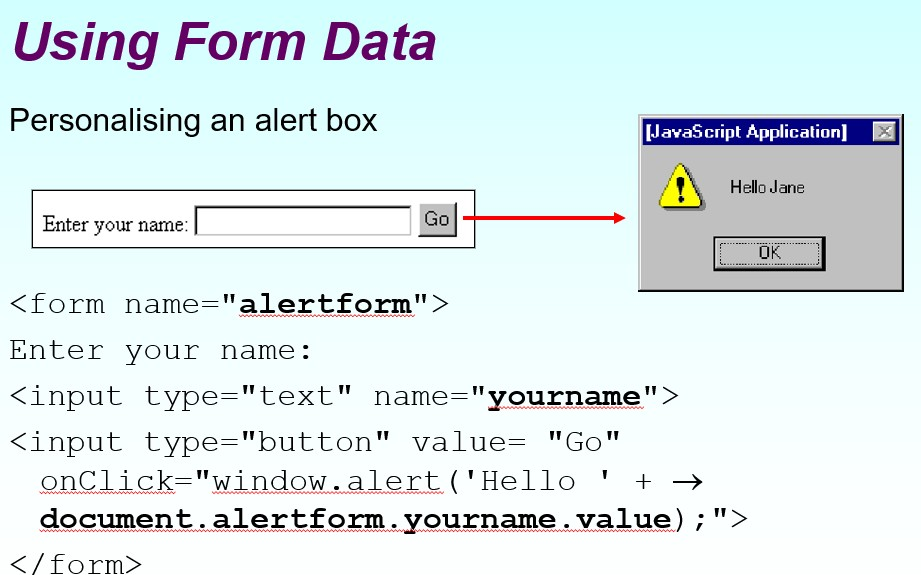 Using Form Data
Personalising an alert box
[JavaScript Application]
Hello Jane
OK
Enter your name: Go
<form name="alertform">
Enter your name:
<input type="text" name="yourname">
<input type="button" value= "Go"
onClick="window.alert('Hello ' + →
document.alertform.yourname.value);">
</form>